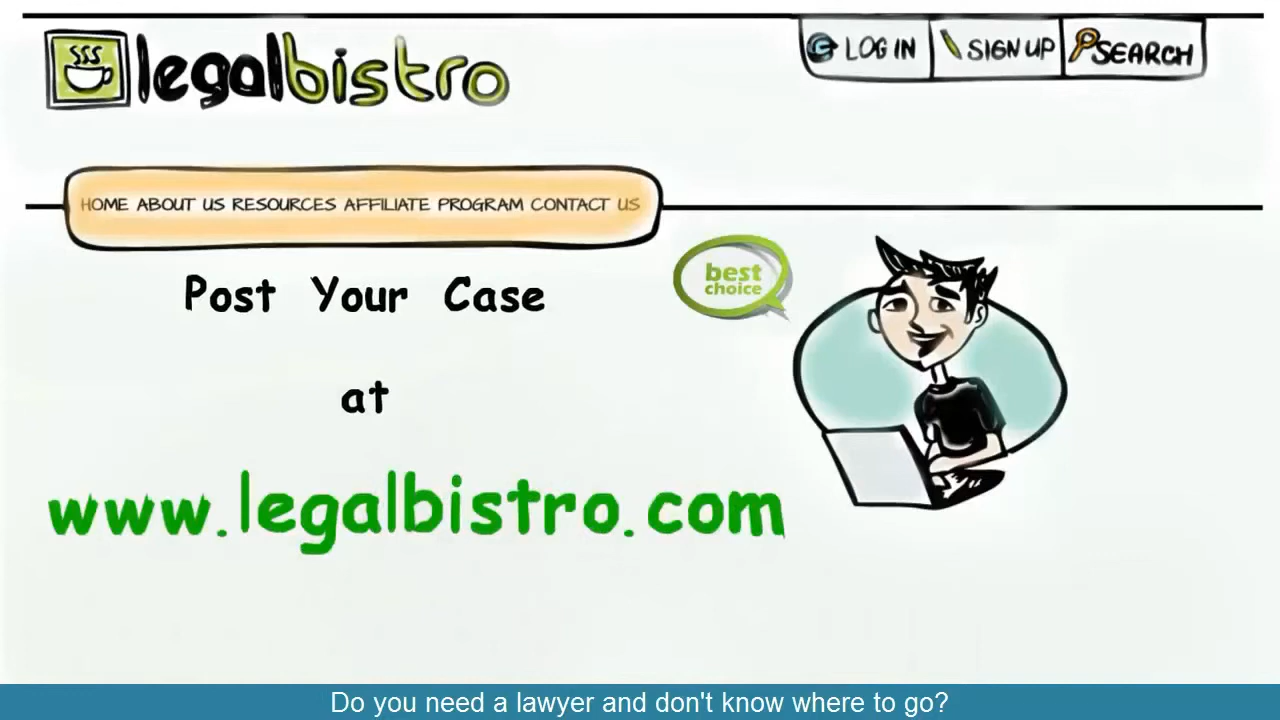 legalbistro
LOG IN
SIGN UP
SEARCH
HOME ABOUT US RESOURCES AFFILIATE PROGRAM CONTACT US
best
choice
Post Your Case
at
www.legalbistro.com
Do you need a lawyer and don't know where to go?